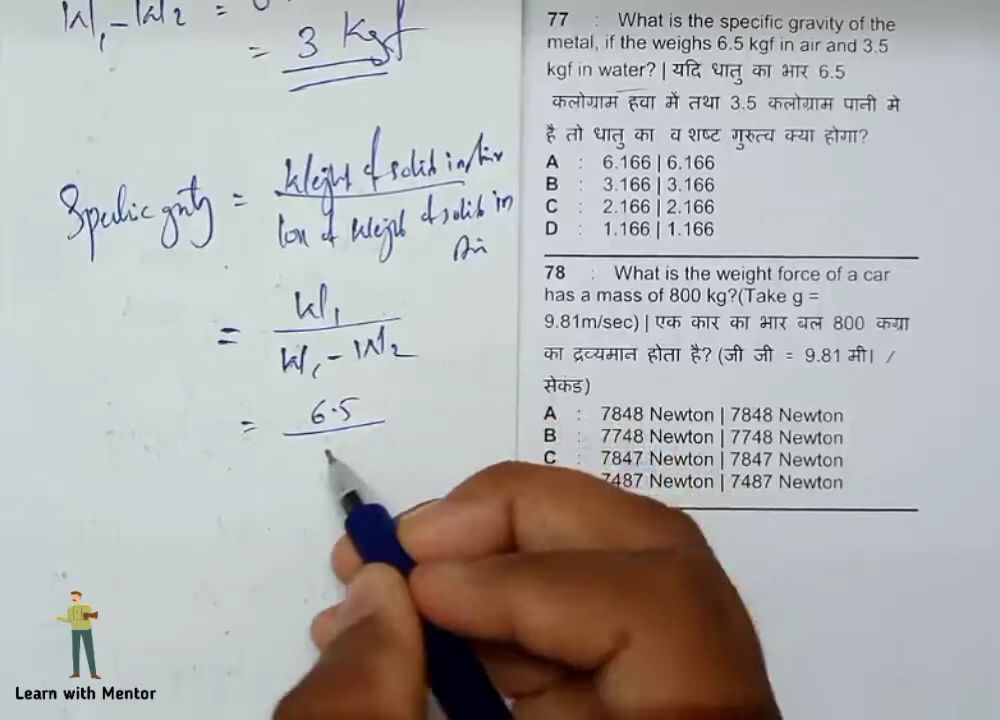 W1 - W2 =
= 3 Kgf
Specific gravity = Weight of solid in Air
loss of Weight of solid in
= W1
W1 - W2
= 6.5
77 : What is the specific gravity of the
metal, if the weighs 6.5 kgf in air and 3.5
kgf in water? | यदि धातु का भार 6.5
कलोग्राम हवा में तथा 3.5 कलोग्राम पानी मे
है तो धातु का व शष्ट गुरुत्व क्या होगा?
A : 6.166 | 6.166
B : 3.166 | 3.166
C : 2.166 | 2.166
D : 1.166 | 1.166
78 : What is the weight force of a car
has a mass of 800 kg?(Take g =
9.81m/sec) | एक कार का भार बल 800 कग्रा
का द्रव्यमान होता है? (जी जी = 9.81 मी। /
सेकंड)
A : 7848 Newton | 7848 Newton
B : 7748 Newton | 7748 Newton
C : 7847 Newton | 7847 Newton
7487 Newton | 7487 Newton
Learn with Mentor